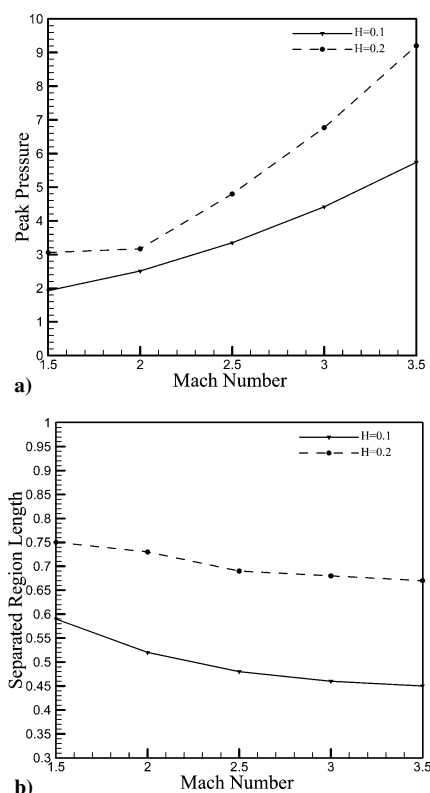 10
9
8
7
6
5
4
3
2
1
0
Peak Pressure
H=0.1
H=0.2
1.5 2 2.5 3 3.5
Mach Number
a)
1
0.95
0.9
0.85
0.8
0.75
0.7
0.65
0.6
0.55
0.5
0.45
0.4
0.35
0.3
Separated Region Length
H=0.1
H=0.2
1.5 2 2.5 3 3.5
Mach Number
b)